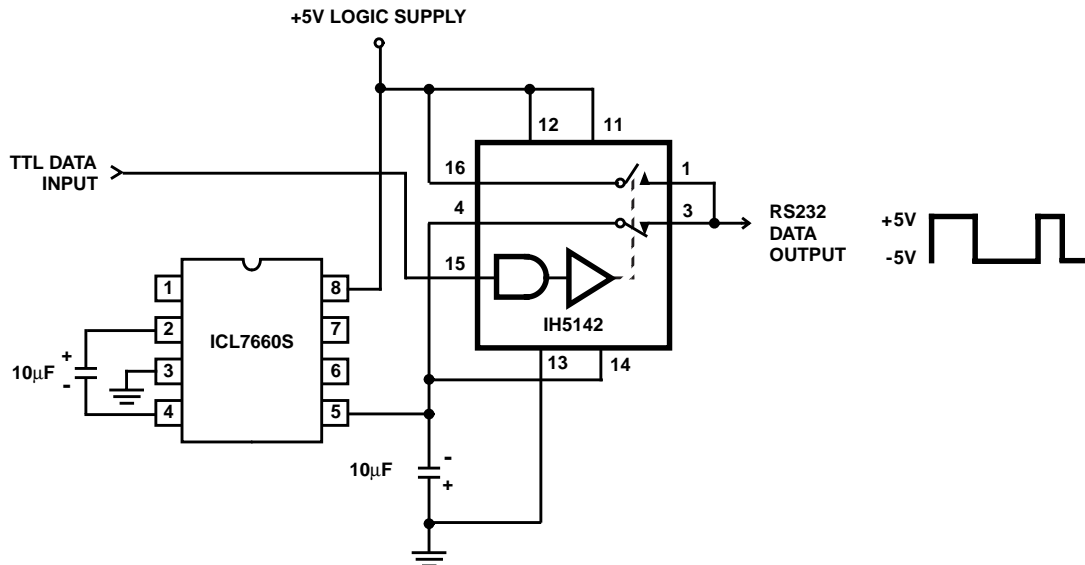 +5V LOGIC SUPPLY
12
11
TTL DATA
INPUT
16
1
4
3
RS232
DATA
OUTPUT
+5V
-5V
15
IH5142
13
14
1
2
3
4
8
7
6
5
ICL7660S
10µF
+
-
10µF
-
+